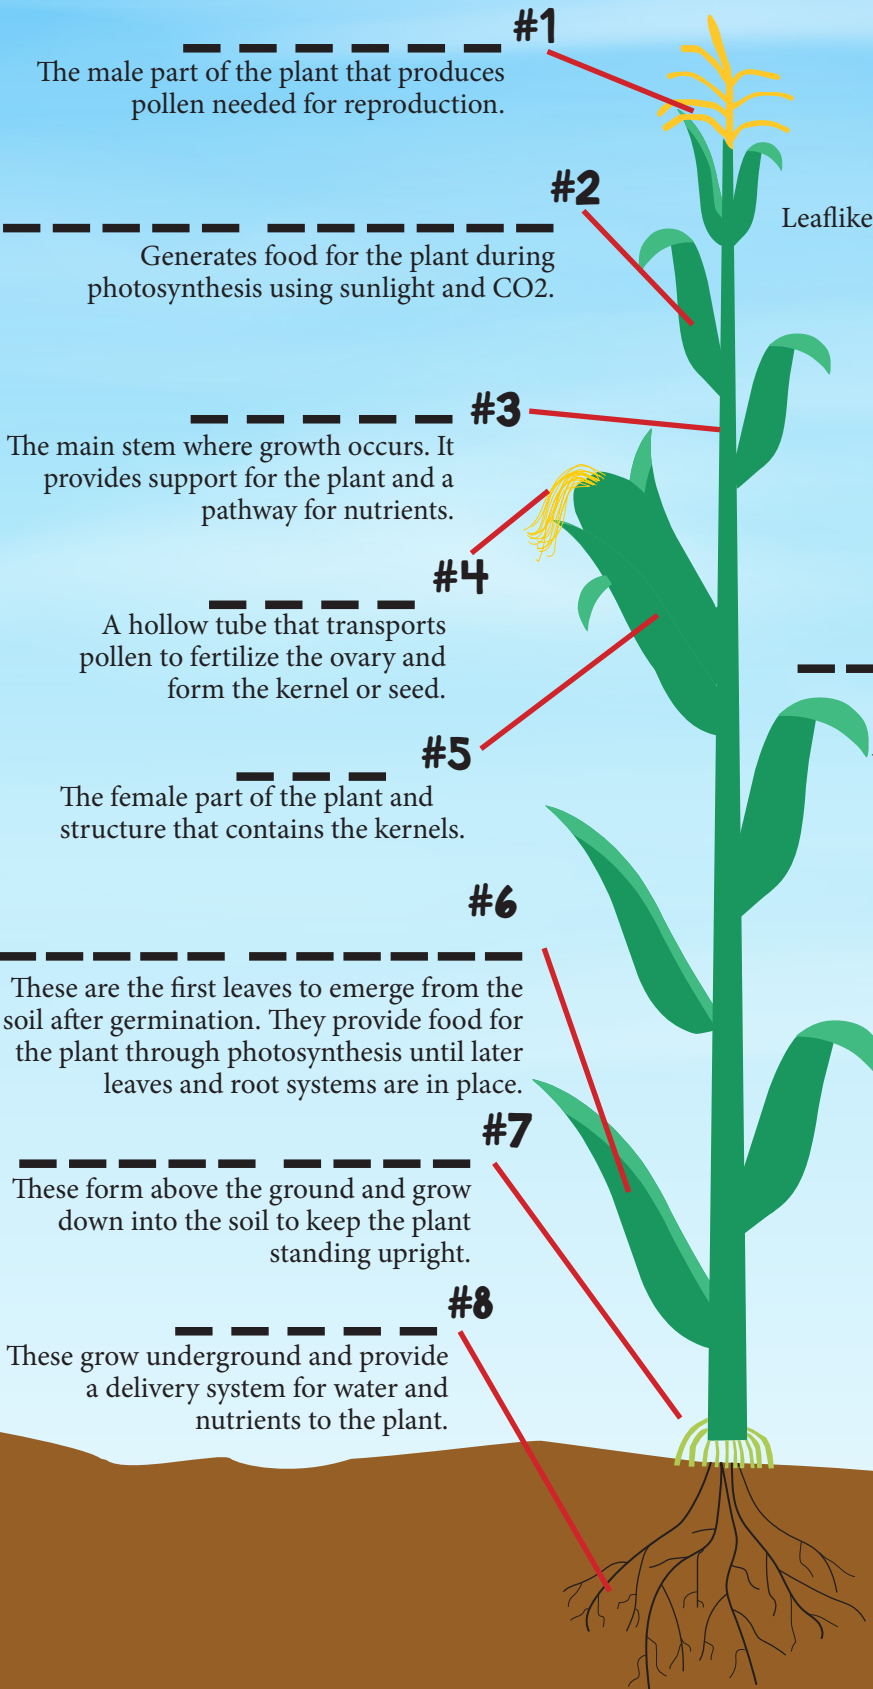 #1
The male part of the plant that produces
pollen needed for reproduction.
#2
Leaflike
Generates food for the plant during
photosynthesis using sunlight and CO2.
#3
The main stem where growth occurs. It
provides support for the plant and a
pathway for nutrients.
#4
A hollow tube that transports
pollen to fertilize the ovary and
form the kernel or seed.
#5
The female part of the plant and
structure that contains the kernels.
#6
These are the first leaves to emerge from the
soil after germination. They provide food for
the plant through photosynthesis until later
leaves and root systems are in place.
#7
These form above the ground and grow
down into the soil to keep the plant
standing upright.
#8
These grow underground and provide
a delivery system for water and
nutrients to the plant.